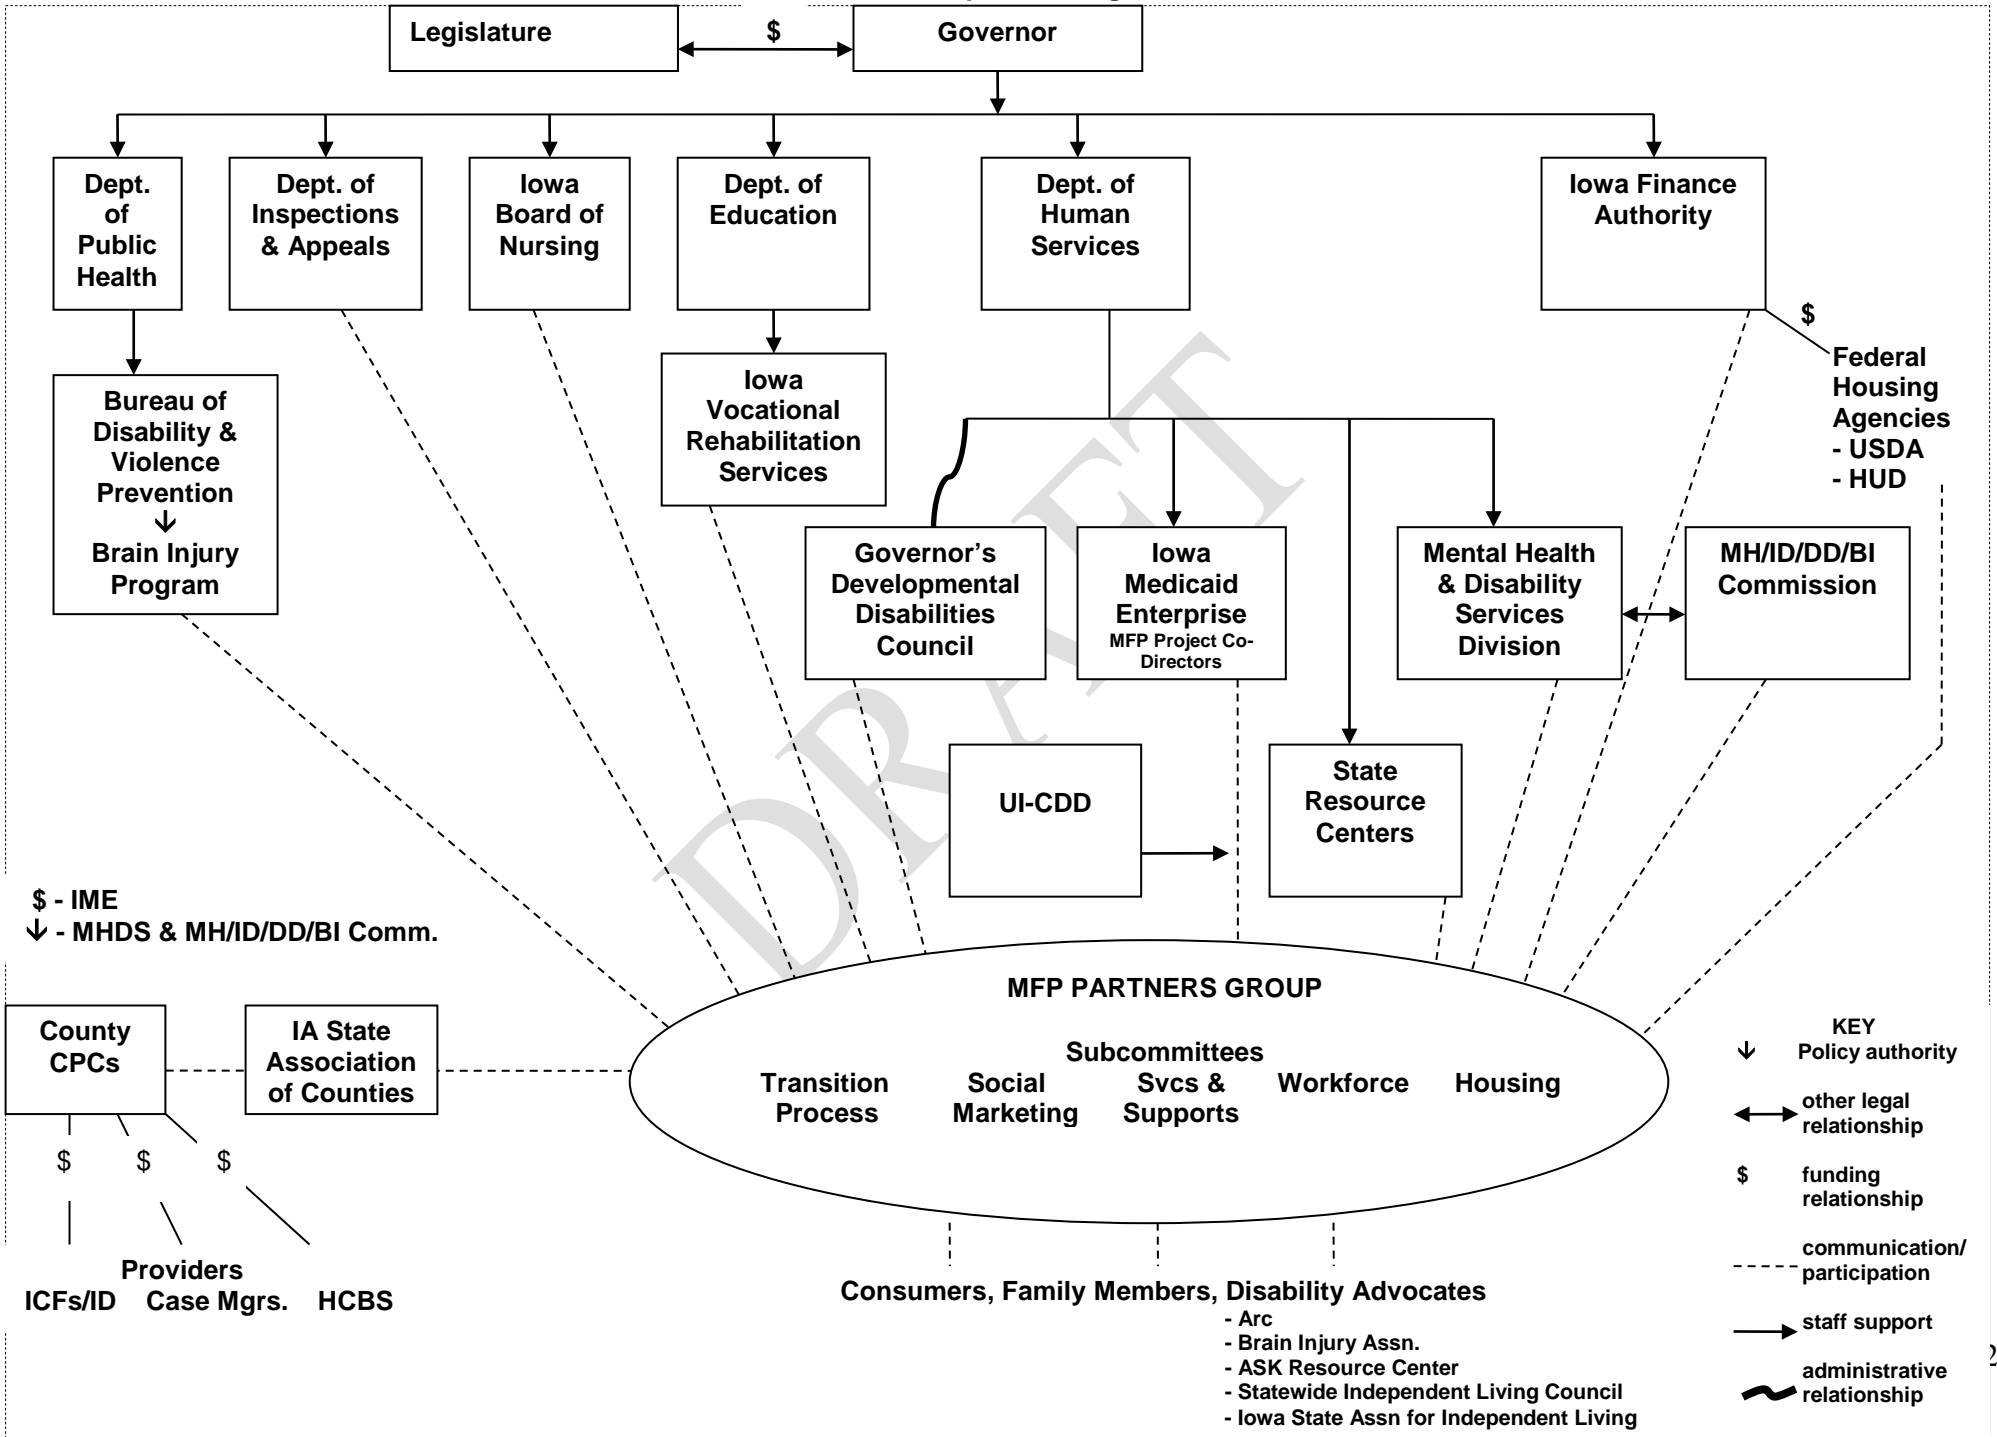 Legislature
$
Governor
Dept.
of
Public
Health
Dept. of
Inspections
& Appeals
Iowa
Board of
Nursing
Dept. of
Education
Dept. of
Human
Services
Iowa Finance
Authority
$
Federal
Housing
Agencies
- USDA
- HUD
Bureau of
Disability &
Violence
Prevention
↓
Brain Injury
Program
Iowa
Vocational
Rehabilitation
Services
Governor's
Developmental
Disabilities
Council
Iowa
Medicaid
Enterprise
MFP Project Co-
Directors
Mental Health
& Disability
Services
Division
MH/ID/DD/BI
Commission
UI-CDD
State
Resource
Centers
DRAFT
$ - IME
↓ - MHDS & MH/ID/DD/BI Comm.
County
CPCs
IA State
Association
of Counties
$ $ $
Providers
ICFs/ID Case Mgrs. HCBS
MFP PARTNERS GROUP
Subcommittees
Transition
Process
Social
Marketing
Svcs &
Supports
Workforce
Housing
Consumers, Family Members, Disability Advocates
- Arc
- Brain Injury Assn.
- ASK Resource Center
- Statewide Independent Living Council
- Iowa State Assn for Independent Living
KEY
↓ Policy authority
other legal
relationship
$ funding
relationship
communication/
participation
staff support
administrative
relationship
2